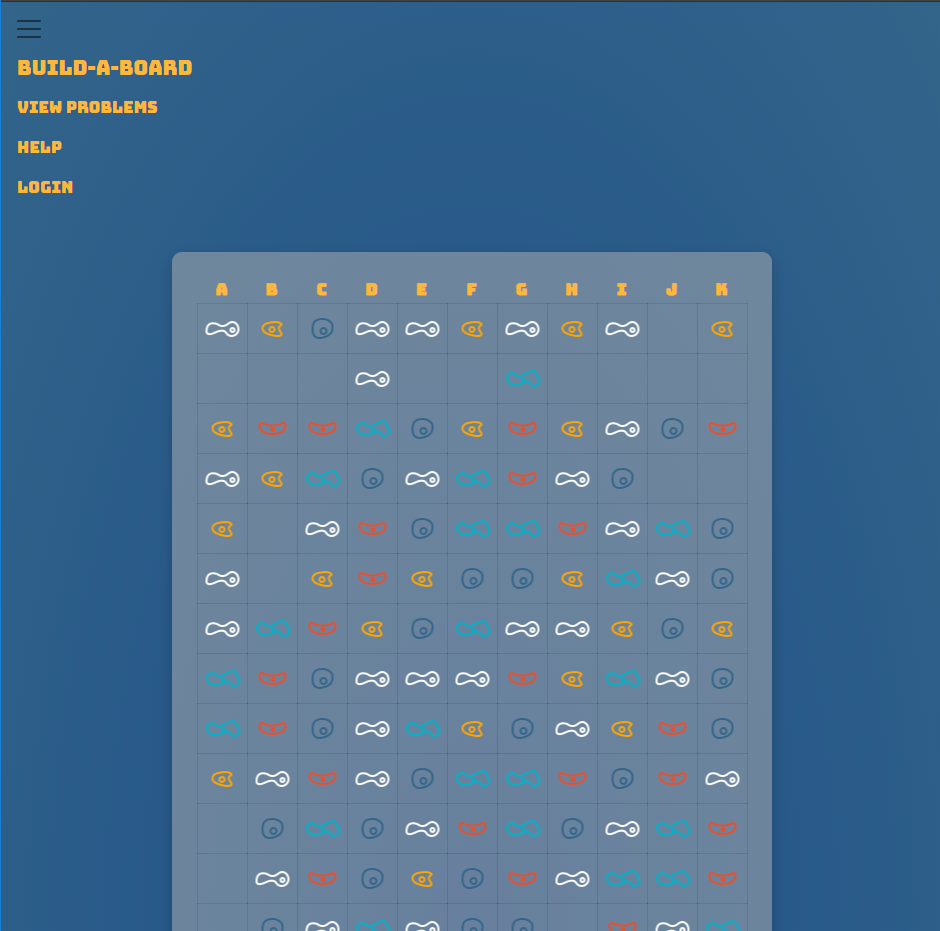 BUILD-A-BOARD
VIEW PROBLEMS
HELP
LOGIN
A B C D E F G H I J K